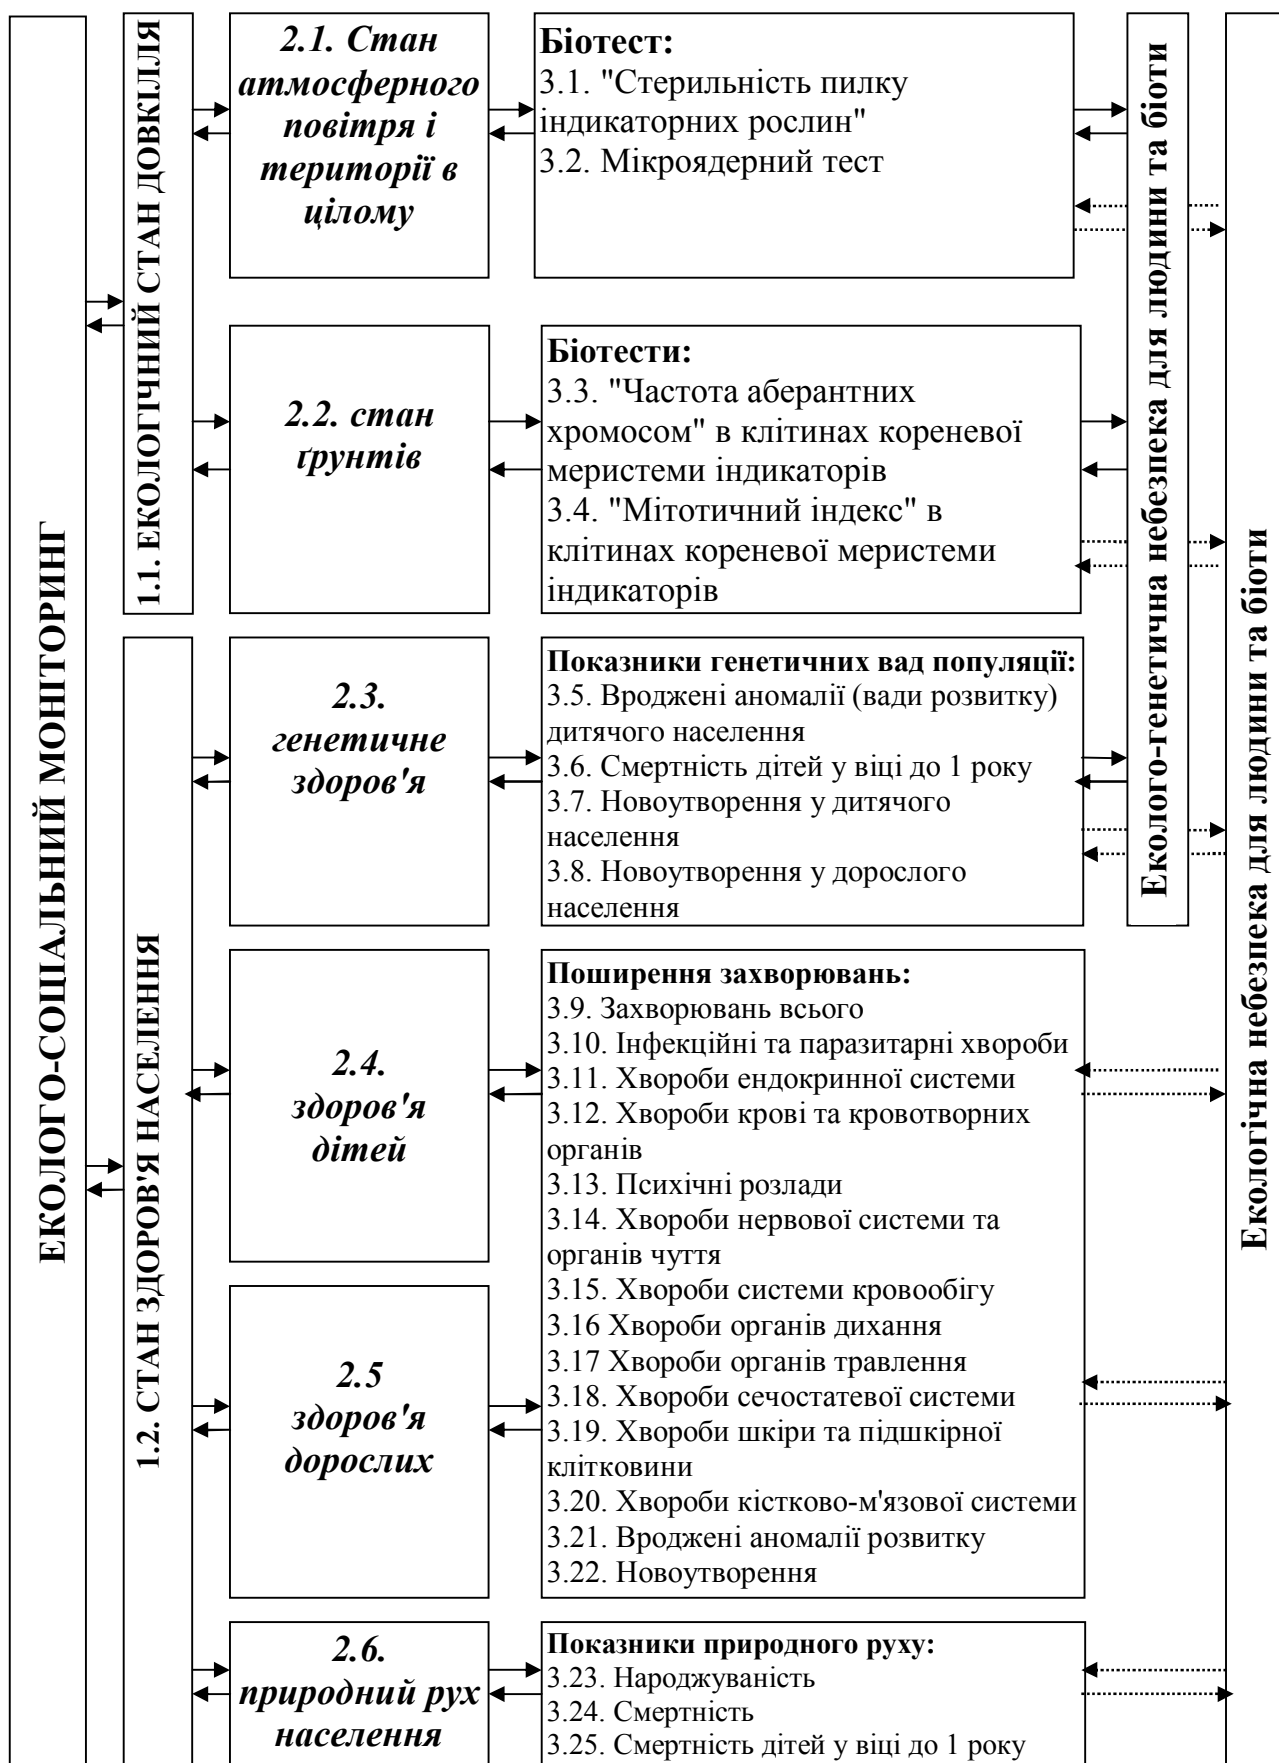 ЕКОЛОГО-СОЦІАЛЬНИЙ МОНІТОРИНГ
1.1. ЕКОЛОГІЧНИЙ СТАН ДОВКІЛЛЯ
2.1. Стан
атмосферного
повітря і
території в
цілому
Біотест:
3.1. "Стерильність пилку
індикаторних рослин"
3.2. Мікроядерний тест
2.2. стан
ґрунтів
Біотести:
3.3. "Частота аберантних
хромосом" в клітинах кореневої
меристеми індикаторів
3.4. "Мітотичний індекс" в
клітинах кореневої меристеми
індикаторів
1.2. СТАН ЗДОРОВ'Я НАСЕЛЕННЯ
2.3.
генетичне
здоров'я
Показники генетичних вад популяції:
3.5. Вроджені аномалії (вади розвитку)
дитячого населення
3.6. Смертність дітей у віці до 1 року
3.7. Новоутворення у дитячого
населення
3.8. Новоутворення у дорослого
населення
2.4.
здоров'я
дітей
2.5
здоров'я
дорослих
Поширення захворювань:
3.9. Захворювань всього
3.10. Інфекційні та паразитарні хвороби
3.11. Хвороби ендокринної системи
3.12. Хвороби крові та кровотворних
органів
3.13. Психічні розлади
3.14. Хвороби нервової системи та
органів чуття
3.15. Хвороби системи кровообігу
3.16 Хвороби органів дихання
3.17 Хвороби органів травлення
3.18. Хвороби сечостатевої системи
3.19. Хвороби шкіри та підшкірної
клітковини
3.20. Хвороби кістково-м'язової системи
3.21. Вроджені аномалії розвитку
3.22. Новоутворення
2.6.
природний рух
населення
Показники природного руху:
3.23. Народжуваність
3.24. Смертність
3.25. Смертність дітей у віці до 1 року
Еколого-генетична небезпека для людини та біоти
Екологічна небезпека для людини та біоти